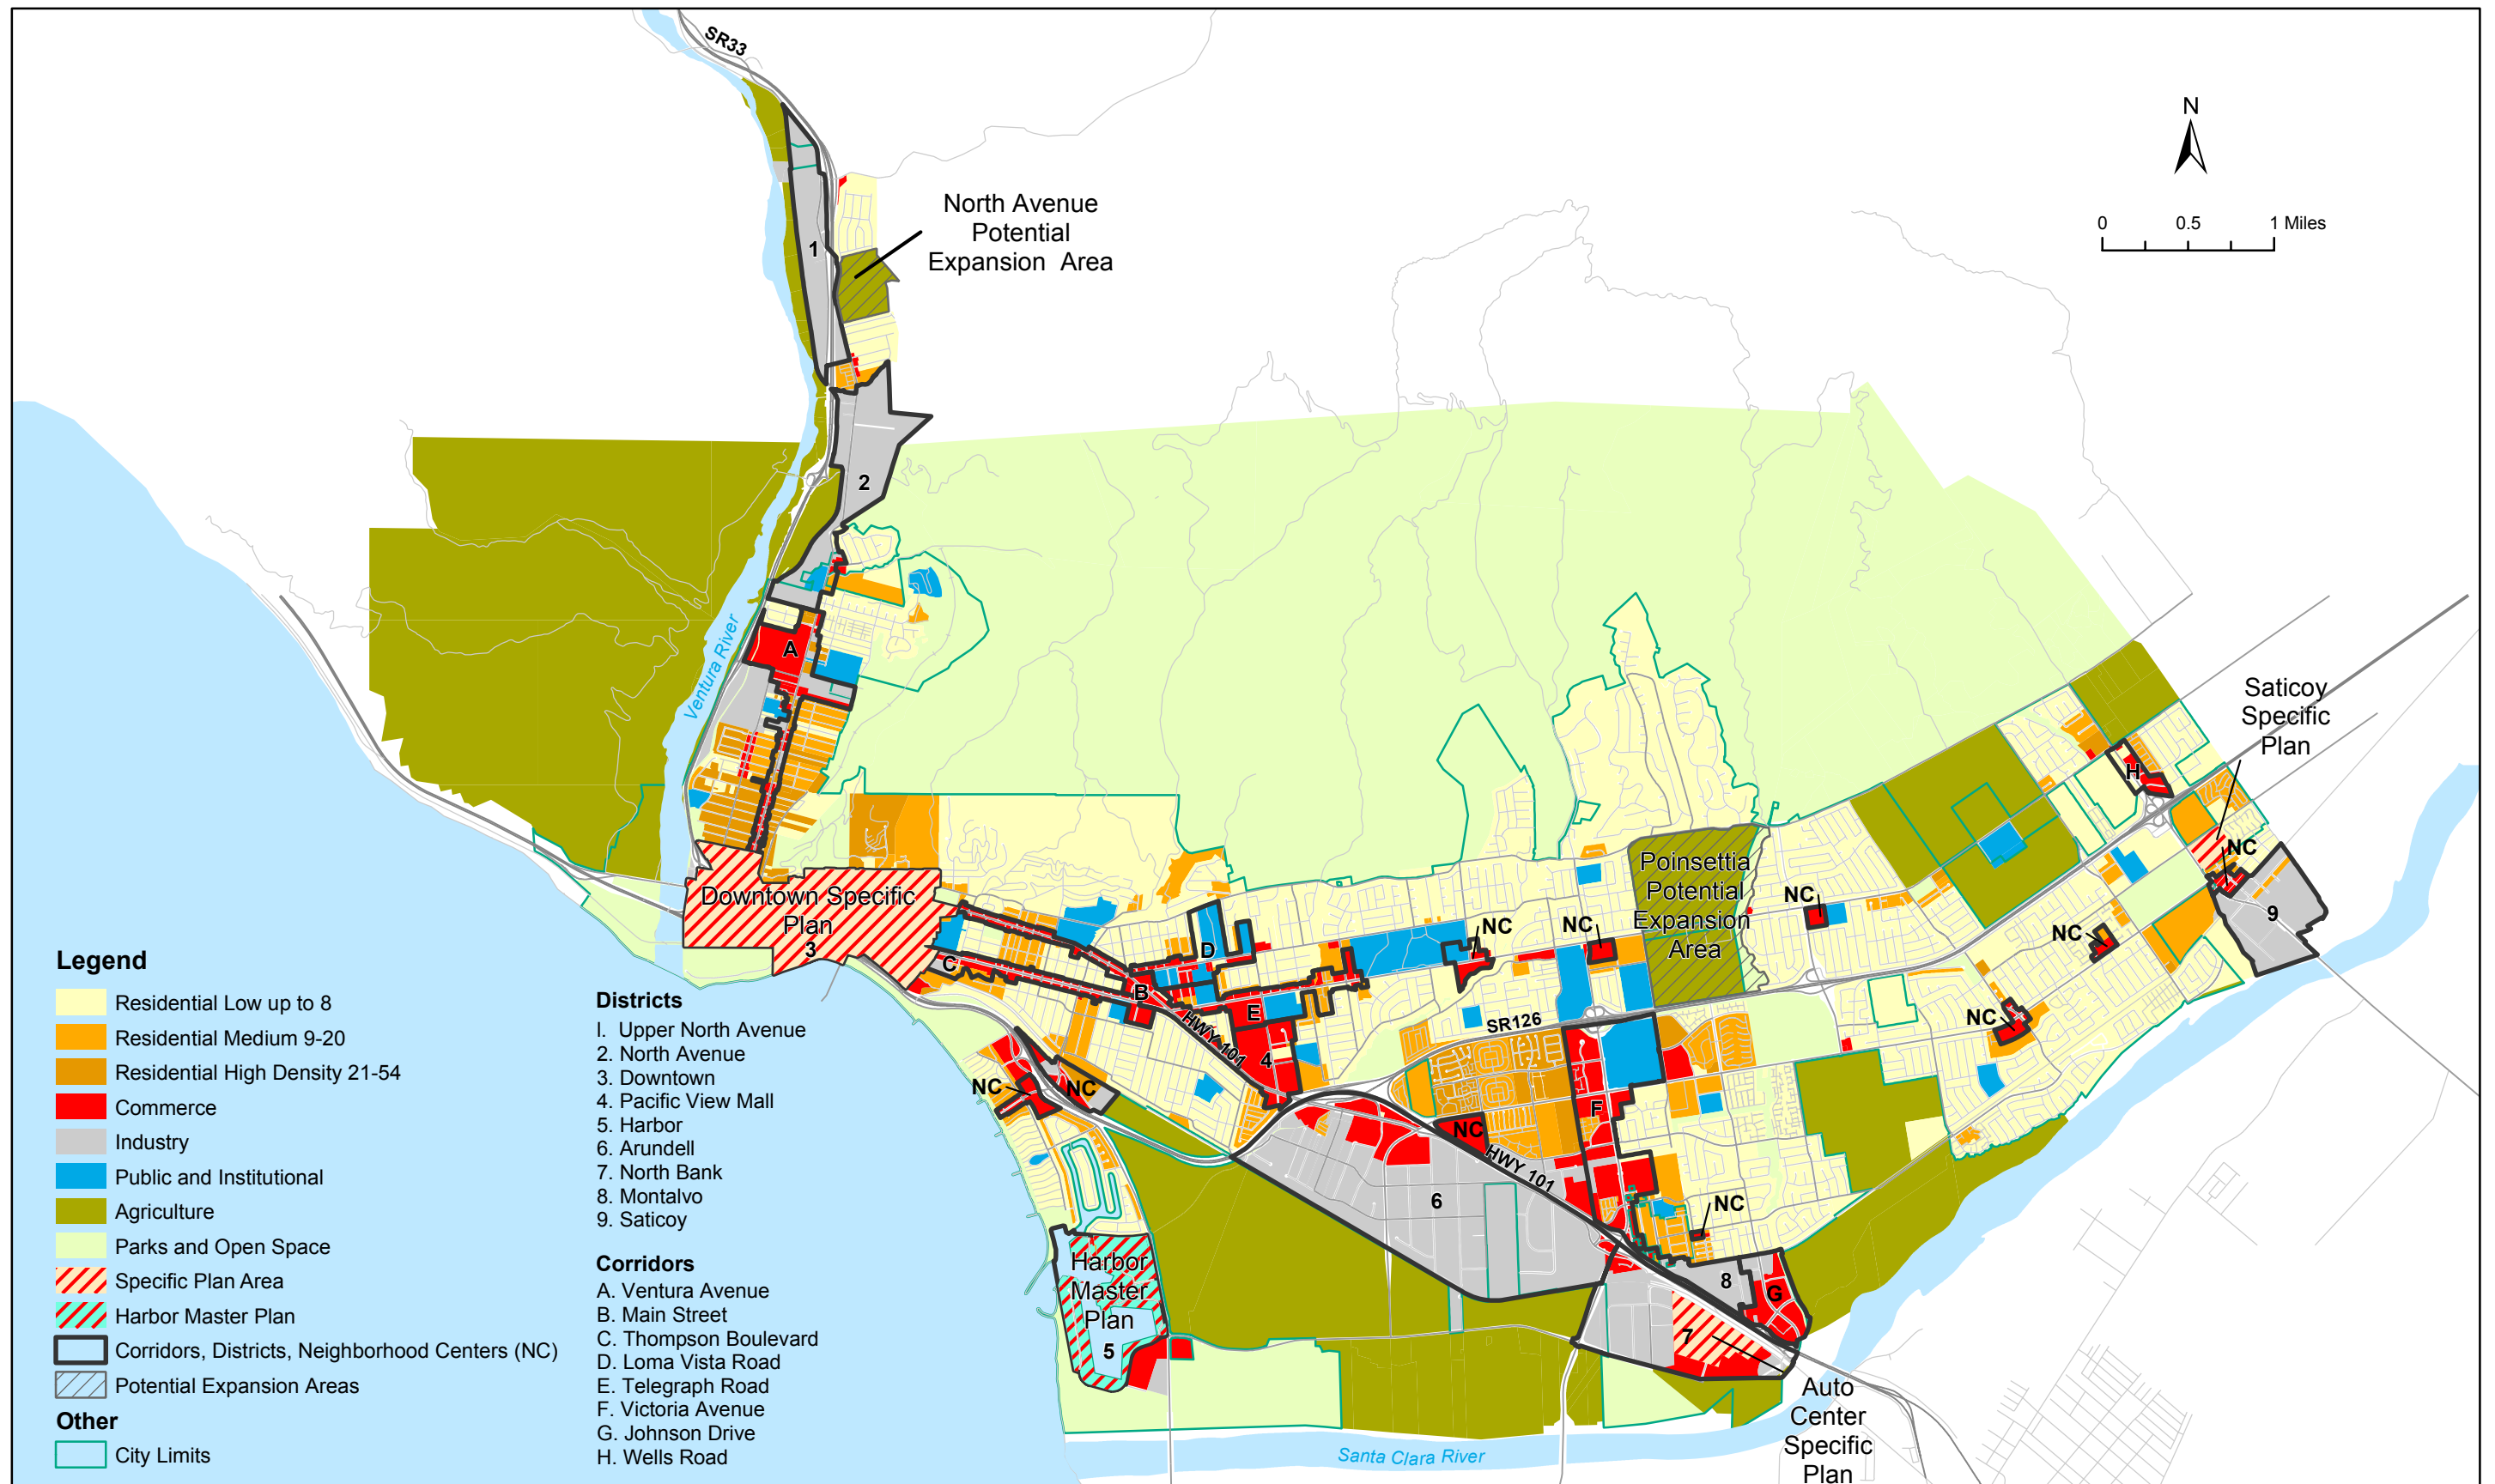 SR33
N
0 0.5 1 Miles
North Avenue
Potential
Expansion Area
1
2
A
Ventura River
Saticoy
Specific
Plan
H
NC
9
Poinsettia
Potential
Expansion
Area
NC
NC
NC
NC
NC
Downtown Specific
Plan
3
C
B
D
E
4
HWY 101
SR126
NC
NC
F
NC
HWY 101
6
NC
8
G
7
Harbor
Master
Plan
5
Auto
Center
Specific
Plan
Santa Clara River
Legend
Residential Low up to 8
Residential Medium 9-20
Residential High Density 21-54
Commerce
Industry
Public and Institutional
Agriculture
Parks and Open Space
Specific Plan Area
Harbor Master Plan
Corridors, Districts, Neighborhood Centers (NC)
Potential Expansion Areas
Other
City Limits
Districts
I. Upper North Avenue
2. North Avenue
3. Downtown
4. Pacific View Mall
5. Harbor
6. Arundell
7. North Bank
8. Montalvo
9. Saticoy
Corridors
A. Ventura Avenue
B. Main Street
C. Thompson Boulevard
D. Loma Vista Road
E. Telegraph Road
F. Victoria Avenue
G. Johnson Drive
H. Wells Road